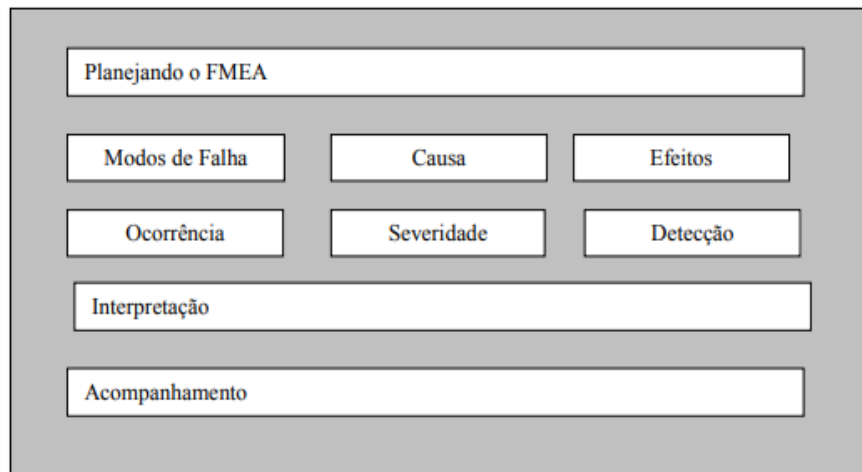 Planejando o FMEA
Modos de Falha Causa Efeitos
Ocorrência Severidade Detecção
Interpretação
Acompanhamento